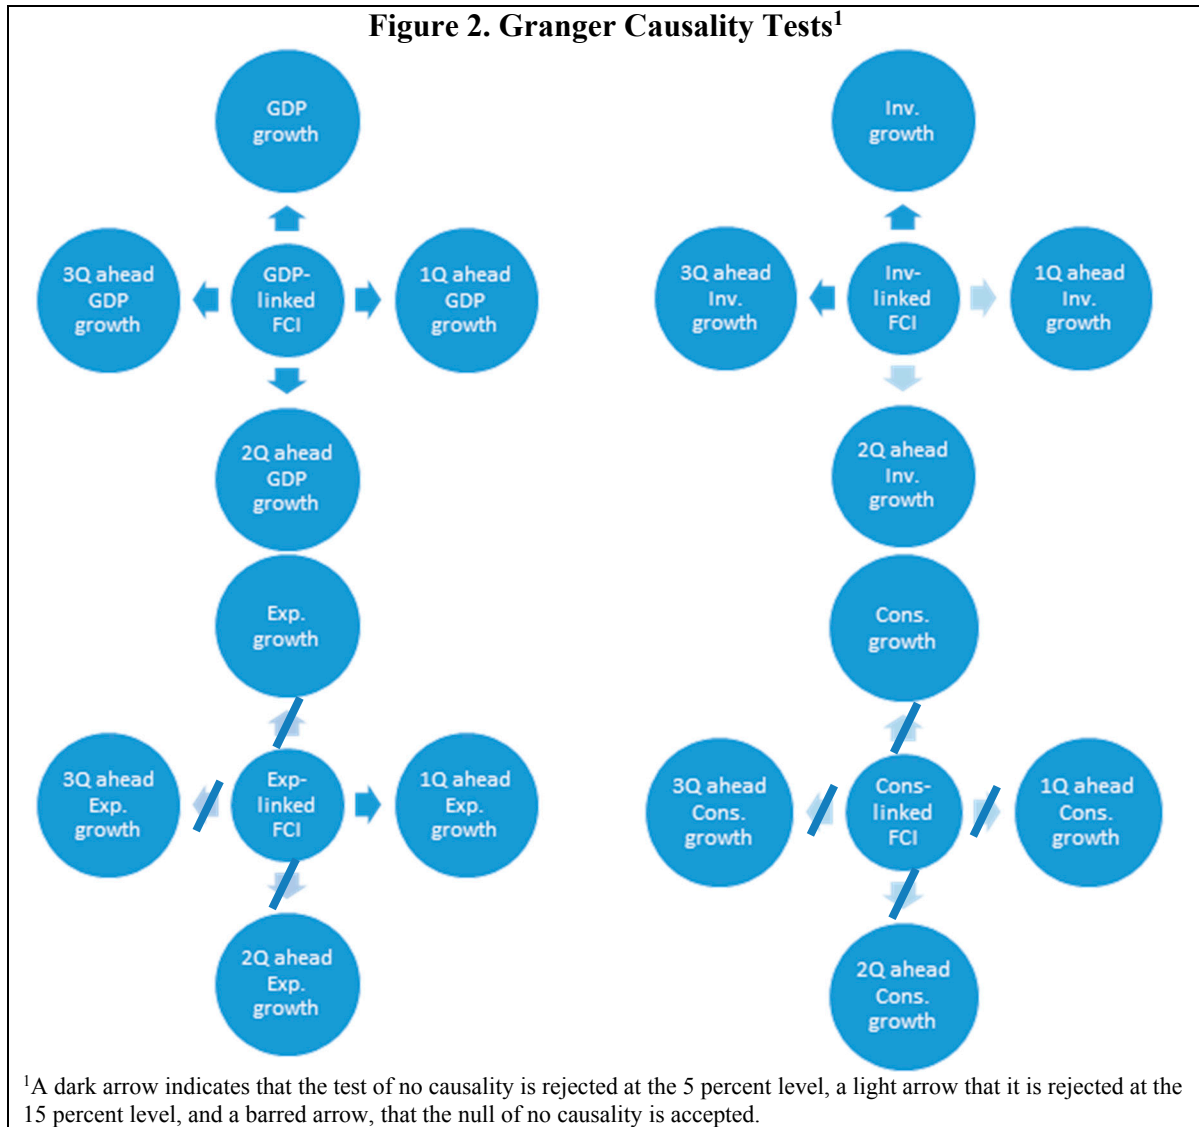 Figure 2. Granger Causality Tests¹
GDP
growth
3Q ahead
GDP
growth
GDP-
linked
FCI
1Q ahead
GDP
growth
2Q ahead
GDP
growth
Inv.
growth
3Q ahead
Inv.
growth
Inv-
linked
FCI
1Q ahead
Inv.
growth
2Q ahead
Inv.
growth
Exp.
growth
3Q ahead
Exp.
growth
Exp-
linked
FCI
1Q ahead
Exp.
growth
2Q ahead
Exp.
growth
Cons.
growth
3Q ahead
Cons.
growth
Cons-
linked
FCI
1Q ahead
Cons.
growth
2Q ahead
Cons.
growth
¹A dark arrow indicates that the test of no causality is rejected at the 5 percent level, a light arrow that it is rejected at the
15 percent level, and a barred arrow, that the null of no causality is accepted.